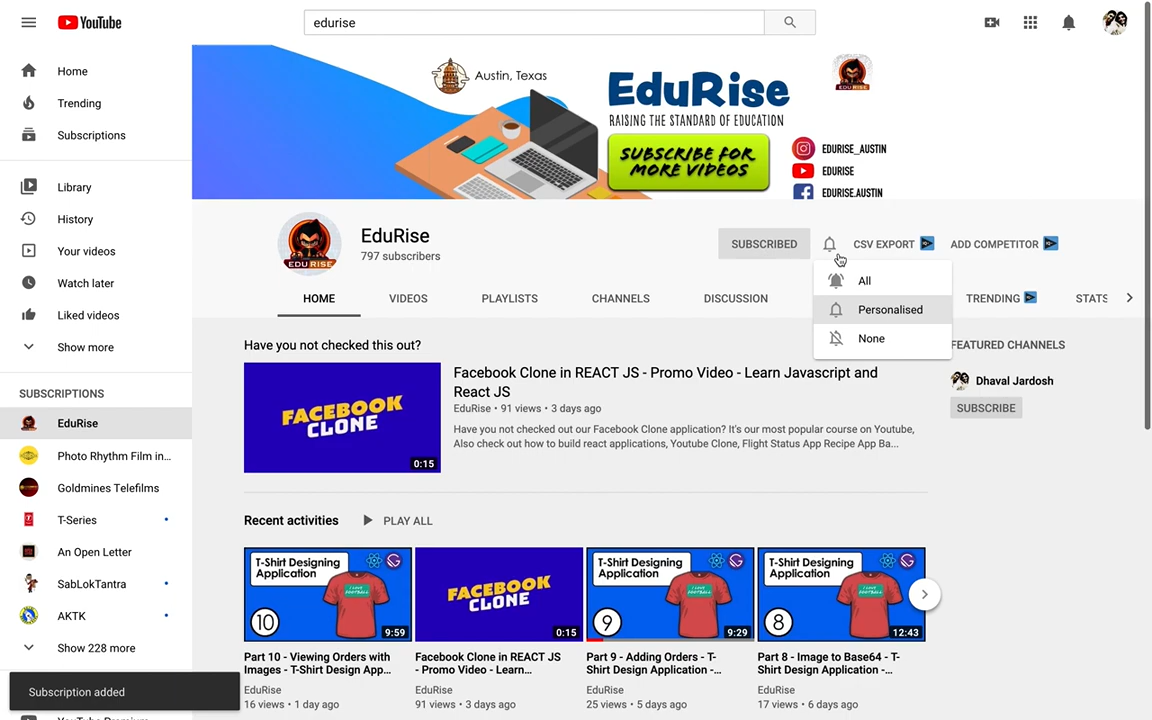 YouTube
edurise
Home
Trending
Subscriptions
Library
History
Your videos
Watch later
Liked videos
Show more
SUBSCRIPTIONS
EduRise
Photo Rhythm Film in...
Goldmines Telefilms
T-Series
An Open Letter
SabLokTantra
AKTK
Show 228 more
Subscription added
Austin, Texas
EduRise
RAISING THE STANDARD OF EDUCATION
SUBSCRIBE FOR
MORE VIDEOS
EDU RISE
EDURISE_AUSTIN
EDURISE
EDURISE.AUSTIN
EDU RISE
EduRise
797 subscribers
SUBSCRIBED
CSV EXPORT
ADD COMPETITOR
All
Personalised
None
HOME
VIDEOS
PLAYLISTS
CHANNELS
DISCUSSION
TRENDING
STATS
Have you not checked this out?
FACEBOOK
CLONE
0:15
Facebook Clone in REACT JS - Promo Video - Learn Javascript and
React JS
EduRise • 91 views • 3 days ago
Have you not checked out our Facebook Clone application? It's our most popular course on Youtube,
Also check out how to build react applications, Youtube Clone, Flight Status App Recipe App Ba...
FEATURED CHANNELS
Dhaval Jardosh
SUBSCRIBE
Recent activities
PLAY ALL
T-Shirt Designing
Application
I LOVE
FOOTBALL
10
9:59
Part 10 - Viewing Orders with
Images - T-Shirt Design App...
EduRise
16 views • 1 day ago
FACEBOOK
CLONE
0:15
Facebook Clone in REACT JS
- Promo Video - Learn...
EduRise
91 views • 3 days ago
T-Shirt Designing
Application
I LOVE
FOOTBALL
9
9:29
Part 9 - Adding Orders - T-
Shirt Design Application -...
EduRise
25 views • 5 days ago
T-Shirt Designing
Application
I LOVE
FOOTBALL
8
12:43
Part 8 - Image to Base64 - T-
Shirt Design Application -...
EduRise
17 views • 6 days ago